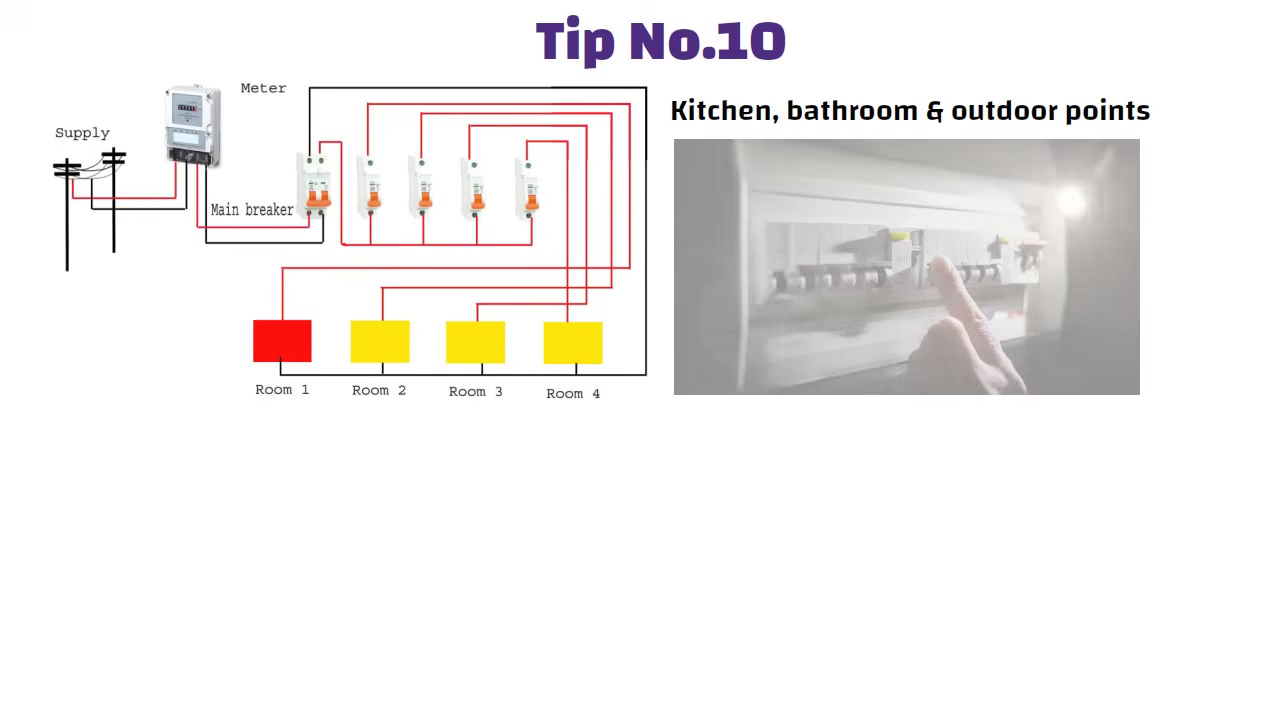 Tip No.10
Meter
Kitchen, bathroom & outdoor points
Supply
Main breaker
Room 1
Room 2
Room 3
Room 4